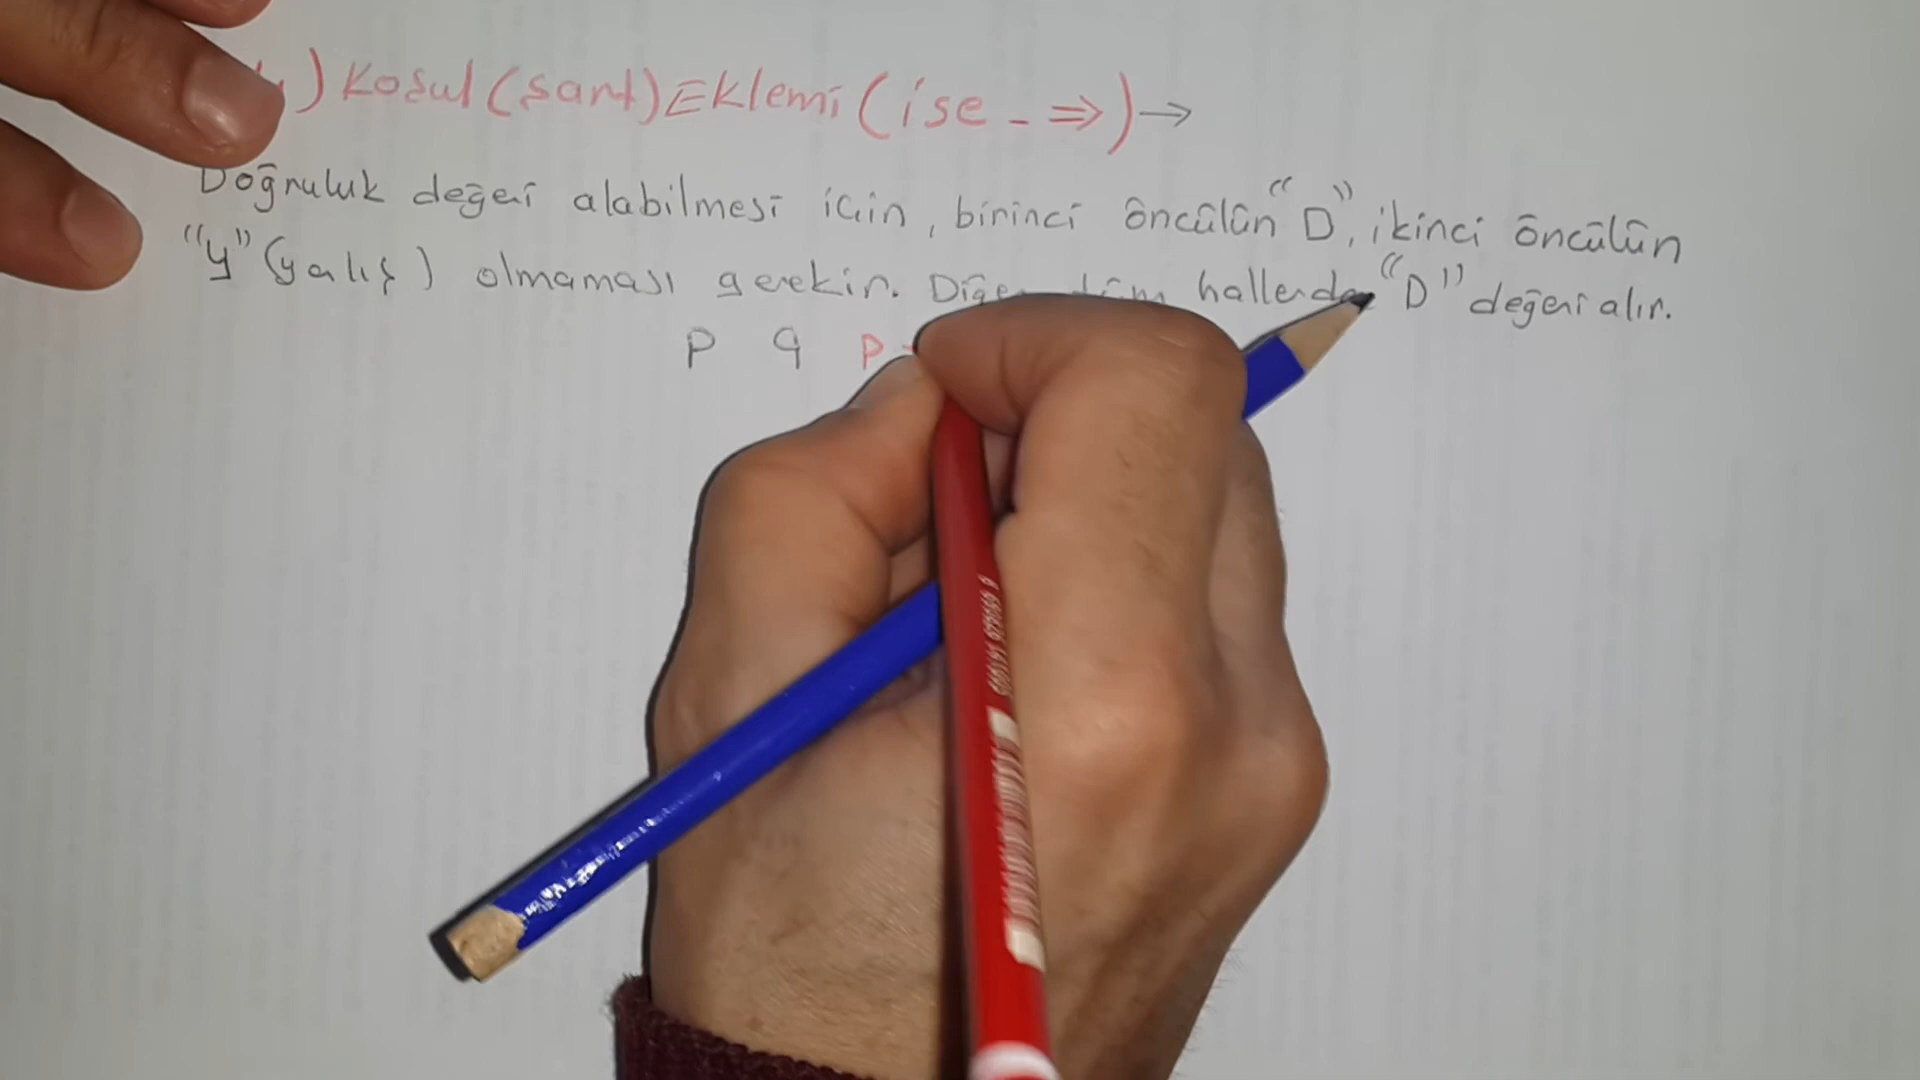 ) Koşul (şart) Eklemi (ise - ⇒) →
Doğruluk değeri alabilmesi için, birinci öncülün "D", ikinci öncülün
"y" (yalış) olmaması gerekir. Diğer tüm hallerde "D" değeri alır.
P q P